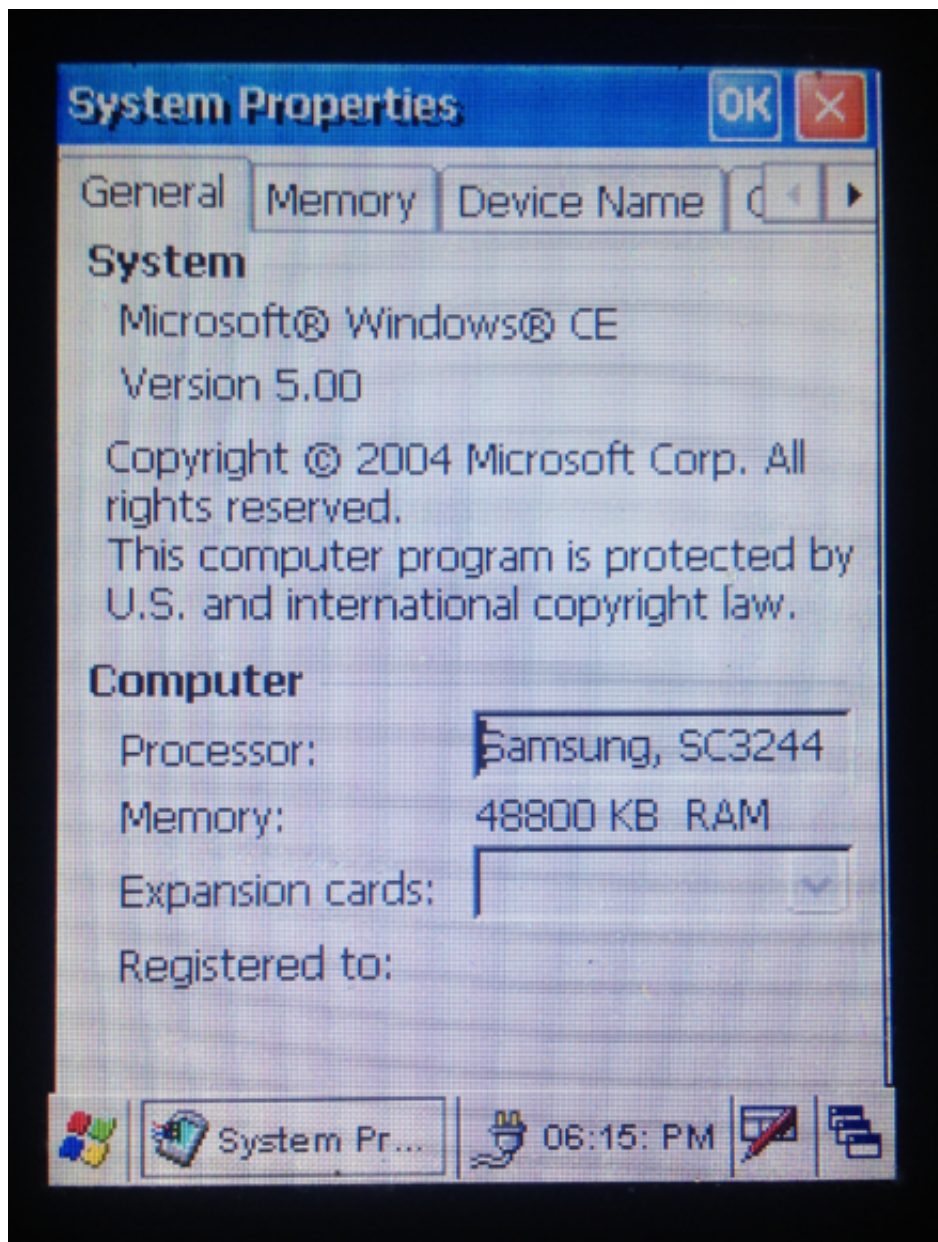 System Properties OK
General Memory Device Name
System
Microsoft® Windows® CE
Version 5.00
Copyright © 2004 Microsoft Corp. All
rights reserved.
This computer program is protected by
U.S. and international copyright law.
Computer
Processor: Samsung, SC3244
Memory: 48800 KB RAM
Expansion cards:
Registered to:
System Pr... 06:15: PM